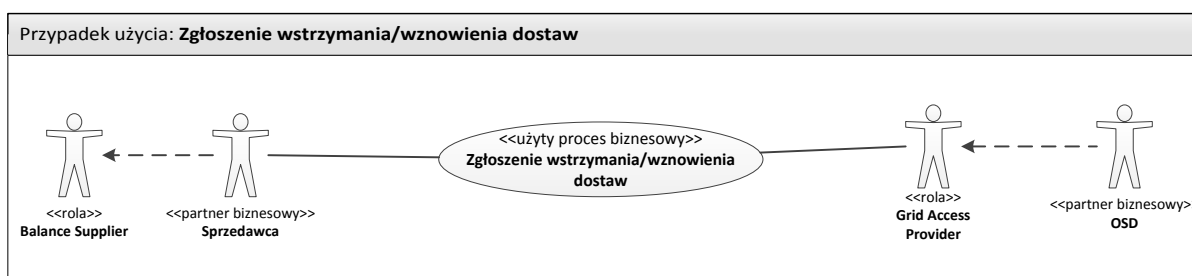 Przypadek użycia: Zgłoszenie wstrzymania/wznowienia dostaw
<<użyty proces biznesowy>>
Zgłoszenie wstrzymania/wznowienia
dostaw
<<rola>>
Balance Supplier
<<partner biznesowy>>
Sprzedawca
<<rola>>
Grid Access
Provider
<<partner biznesowy>
OSD